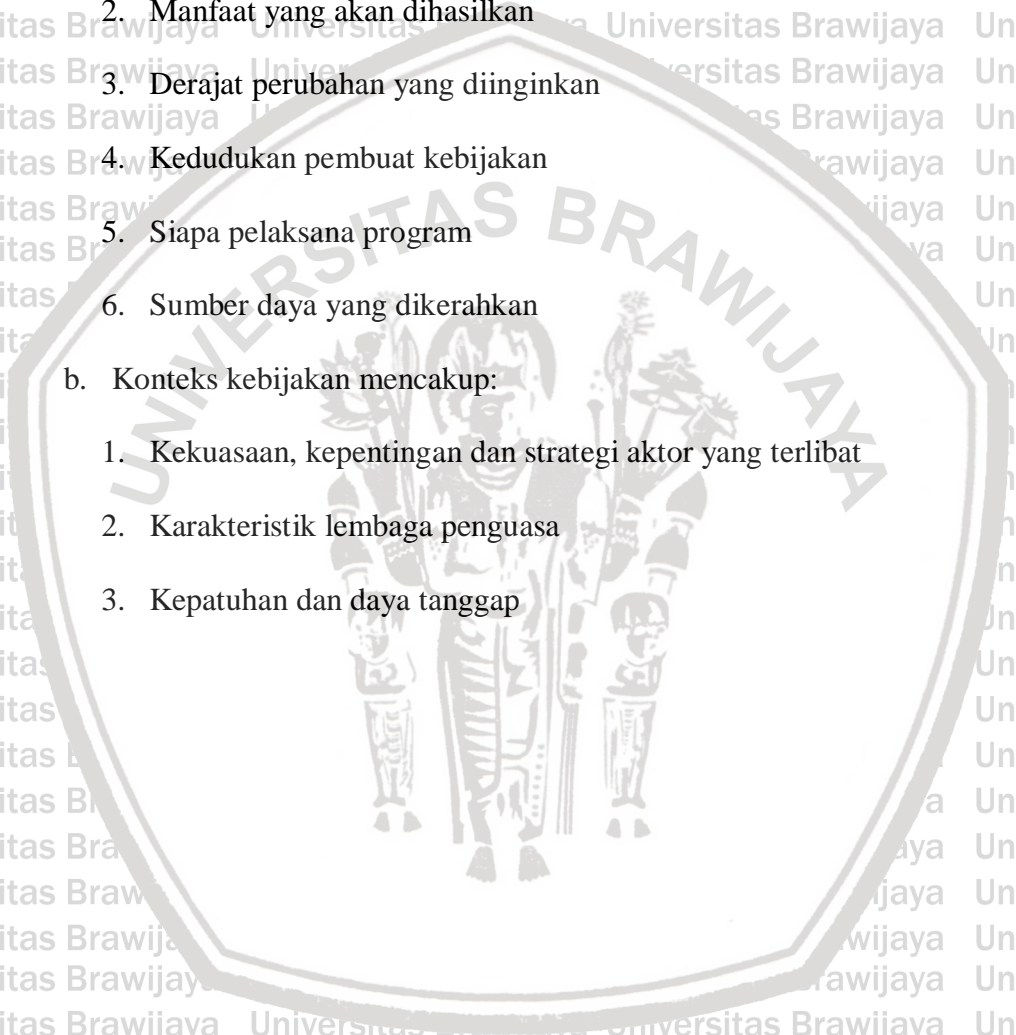 2. Manfaat yang akan dihasilkan
3. Derajat perubahan yang diinginkan
4. Kedudukan pembuat kebijakan
5. Siapa pelaksana program
6. Sumber daya yang dikerahkan
b. Konteks kebijakan mencakup:
1. Kekuasaan, kepentingan dan strategi aktor yang terlibat
2. Karakteristik lembaga penguasa
3. Kepatuhan dan daya tanggap
UNIVERSITAS BRAWIJAYA